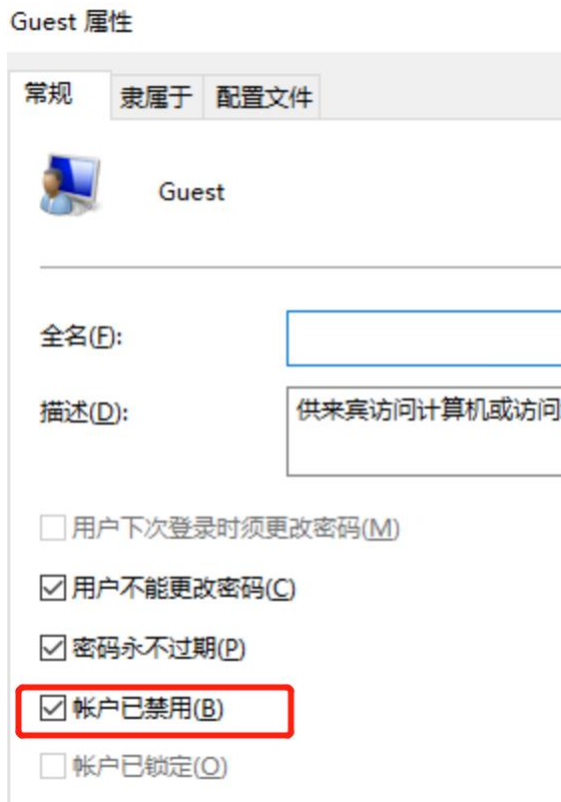 Guest 属性
常规 隶属于 配置文件
Guest
全名(F):
描述(D): 供来宾访问计算机或访问
用户下次登录时须更改密码(M)
用户不能更改密码(C)
密码永不过期(P)
帐户已禁用(B)
帐户已锁定(O)